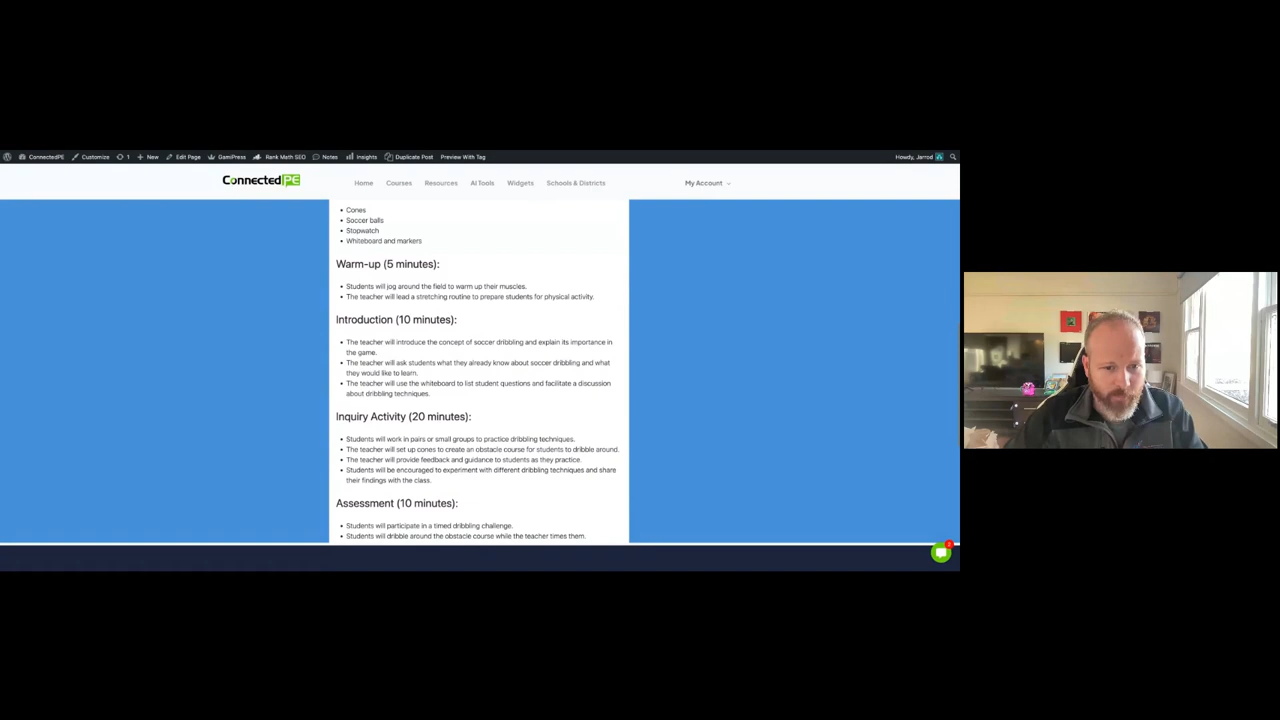 ConnectedPE Customize 1 New Edit Page GamiPress Rank Math SEO Notes Insights Duplicate Post Preview With Tag Howdy, Jarrod
ConnectedPE Home Courses Resources AI Tools Widgets Schools & Districts My Account
• Cones
• Soccer balls
• Stopwatch
• Whiteboard and markers
Warm-up (5 minutes):
• Students will jog around the field to warm up their muscles.
• The teacher will lead a stretching routine to prepare students for physical activity.
Introduction (10 minutes):
• The teacher will introduce the concept of soccer dribbling and explain its importance in
the game.
• The teacher will ask students what they already know about soccer dribbling and what
they would like to learn.
• The teacher will use the whiteboard to list student questions and facilitate a discussion
about dribbling techniques.
Inquiry Activity (20 minutes):
• Students will work in pairs or small groups to practice dribbling techniques.
• The teacher will set up cones to create an obstacle course for students to dribble around.
• The teacher will provide feedback and guidance to students as they practice.
• Students will be encouraged to experiment with different dribbling techniques and share
their findings with the class.
Assessment (10 minutes):
• Students will participate in a timed dribbling challenge.
• Students will dribble around the obstacle course while the teacher times them.